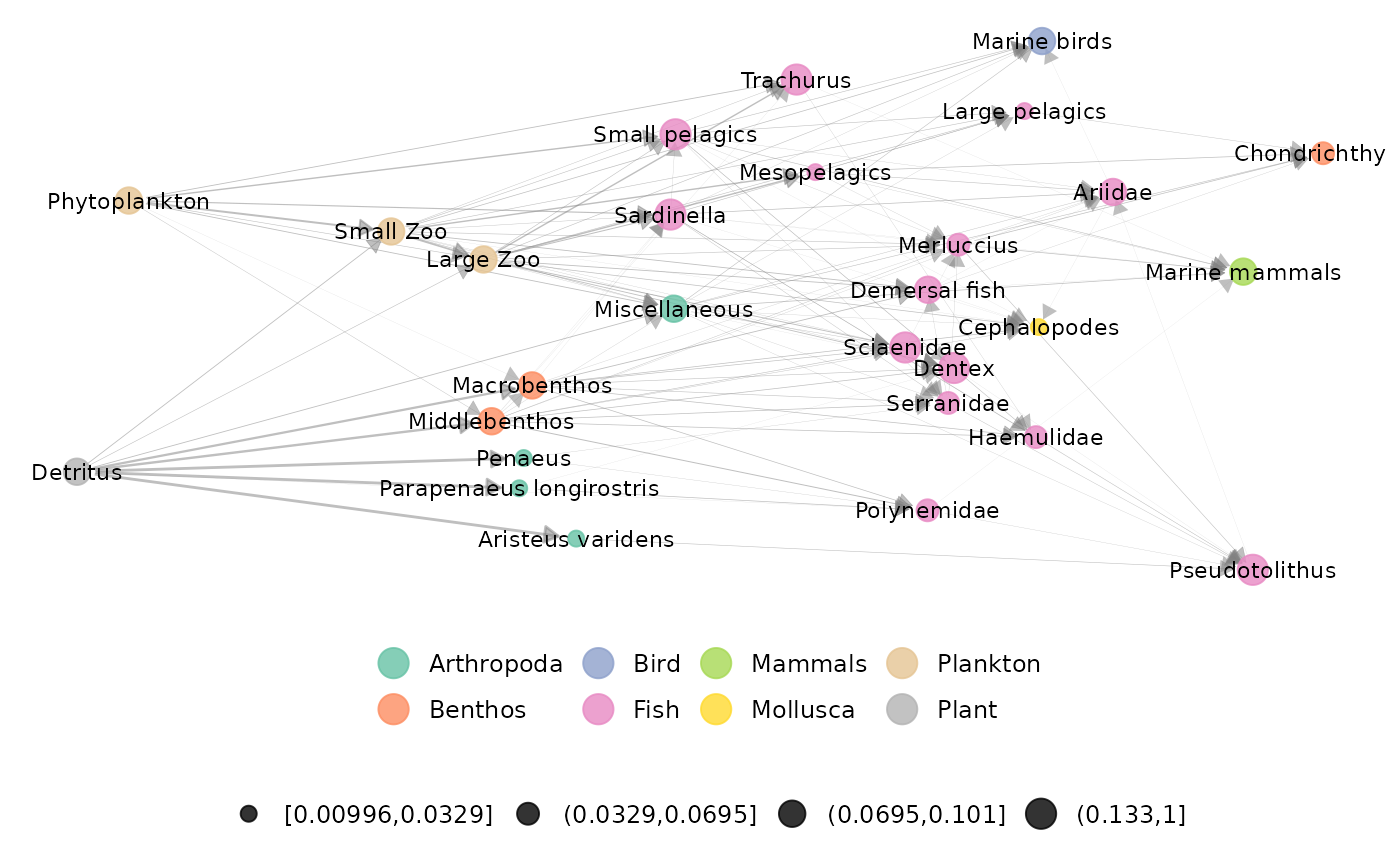 Marine birds
Trachurus
Large pelagics
Small pelagics
Chondrichthy
Mesopelagics
Ariidae
Phytoplankton
Sardinella
Small Zoo
Merluccius
Large Zoo
Marine mammals
Demersal fish
Miscellaneous
Cephalopodes
Sciaenidae
Dentex
Macrobenthos
Serranidae
Middlebenthos
Haemulidae
Penaeus
Detritus
Parapenaeus longirostris
Polynemidae
Aristeus varidens
Pseudotolithus
Arthropoda Bird Mammals Plankton
Benthos Fish Mollusca Plant
[0.00996,0.0329] (0.0329,0.0695] (0.0695,0.101] (0.133,1]